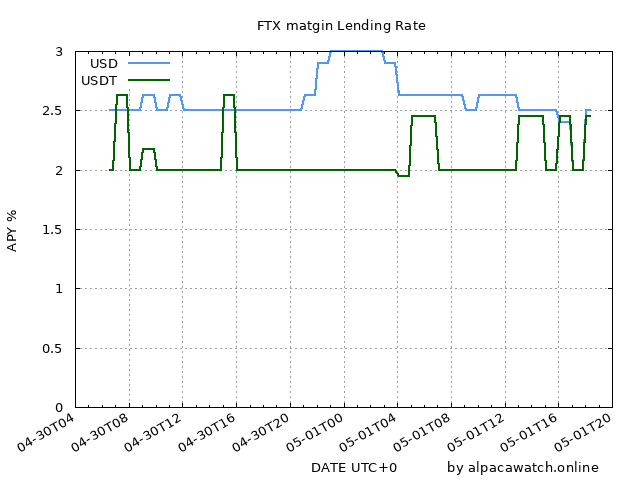 FTX matgin Lending Rate
USD
USDT
3
2.5
2
1.5
1
0.5
0
APY %
04-30T04
04-30T08
04-30T12
04-30T16
04-30T20
05-01T00
05-01T04
05-01T08
05-01T12
05-01T16
05-01T20
DATE UTC+0
by alpacawatch.online